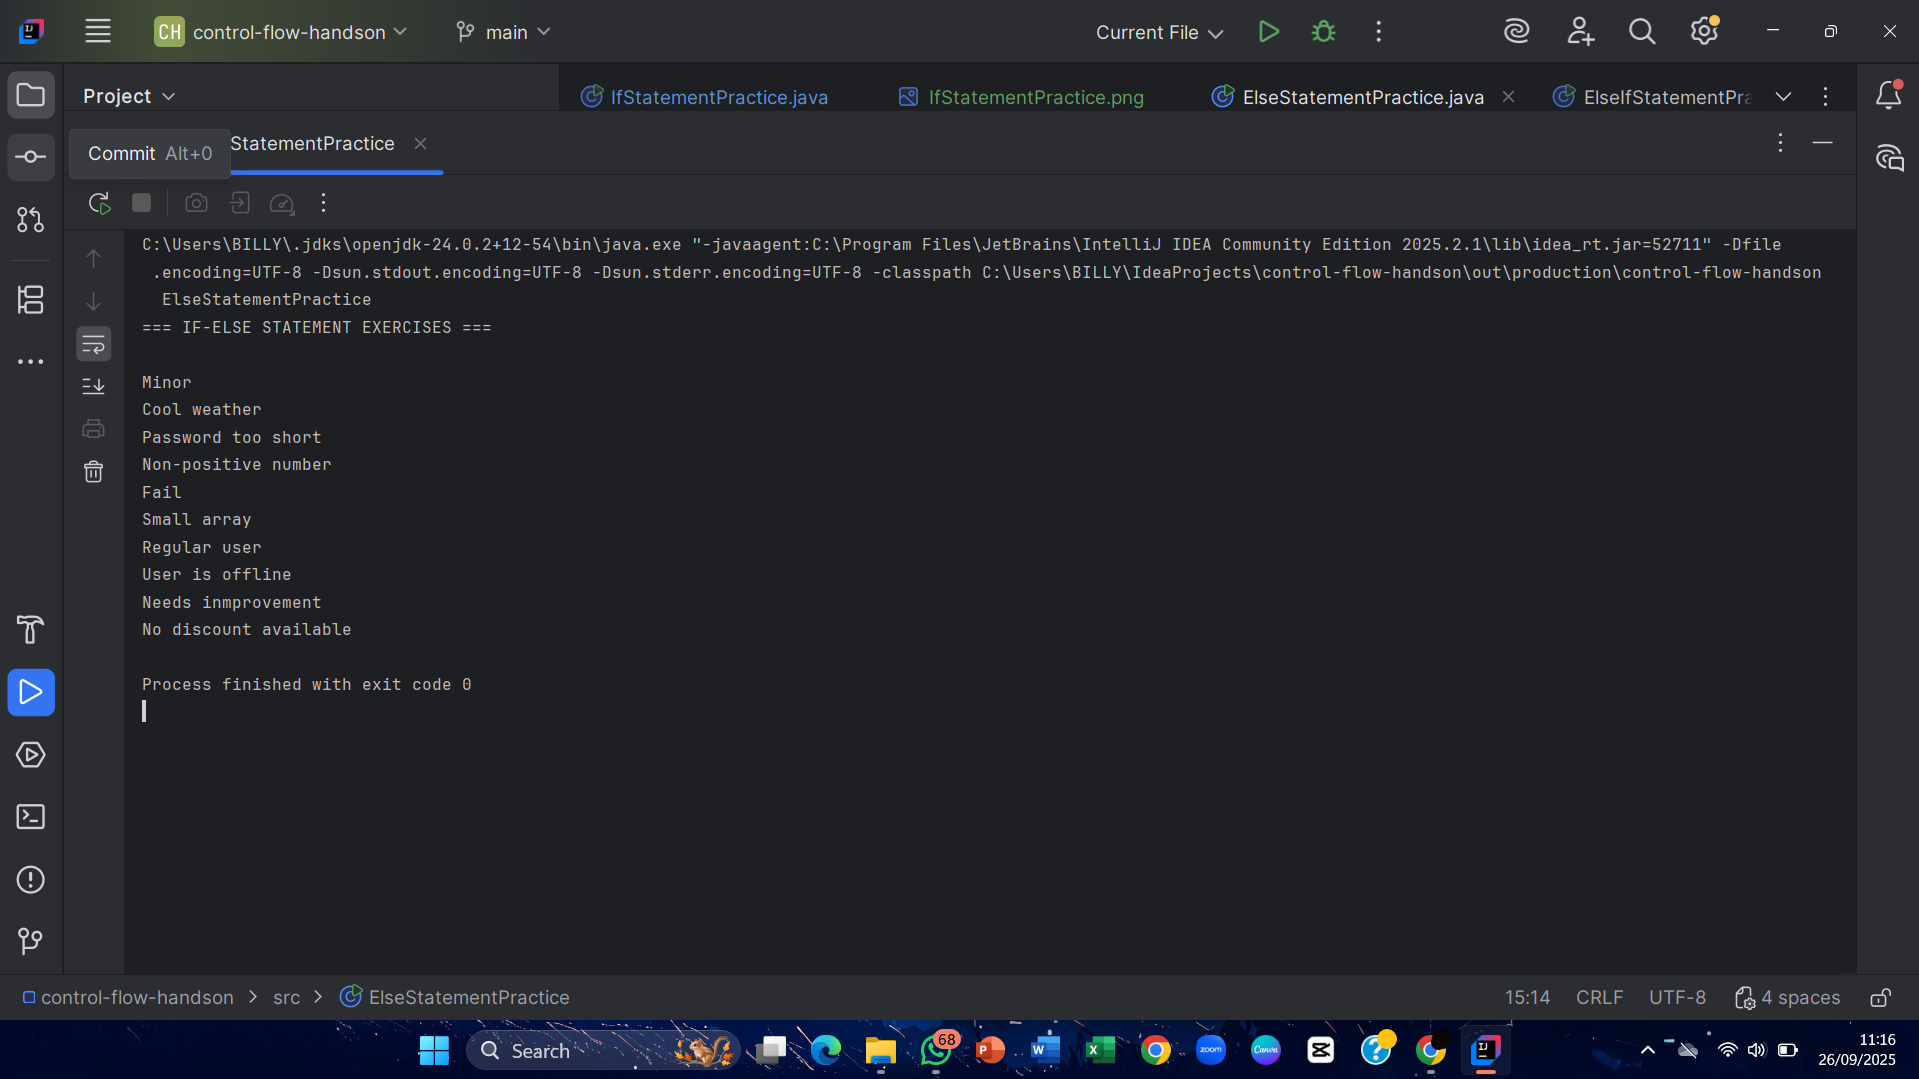 CH control-flow-handson main Current File
Project IfStatementPractice.java IfStatementPractice.png ElseStatementPractice.java ElseIfStatementPra
Commit Alt+0 StatementPractice
C:\Users\BILLY\.jdks\openjdk-24.0.2+12-54\bin\java.exe "-javaagent:C:\Program Files\JetBrains\IntelliJ IDEA Community Edition 2025.2.1\lib\idea_rt.jar=52711" -Dfile
.encoding=UTF-8 -Dsun.stdout.encoding=UTF-8 -Dsun.stderr.encoding=UTF-8 -classpath C:\Users\BILLY\IdeaProjects\control-flow-handson\out\production\control-flow-handson
ElseStatementPractice
=== IF-ELSE STATEMENT EXERCISES ===
Minor
Cool weather
Password too short
Non-positive number
Fail
Small array
Regular user
User is offline
Needs inmprovement
No discount available
Process finished with exit code 0
control-flow-handson > src > ElseStatementPractice 15:14 CRLF UTF-8 4 spaces
Search 68 zoom Canva 11:16
26/09/2025